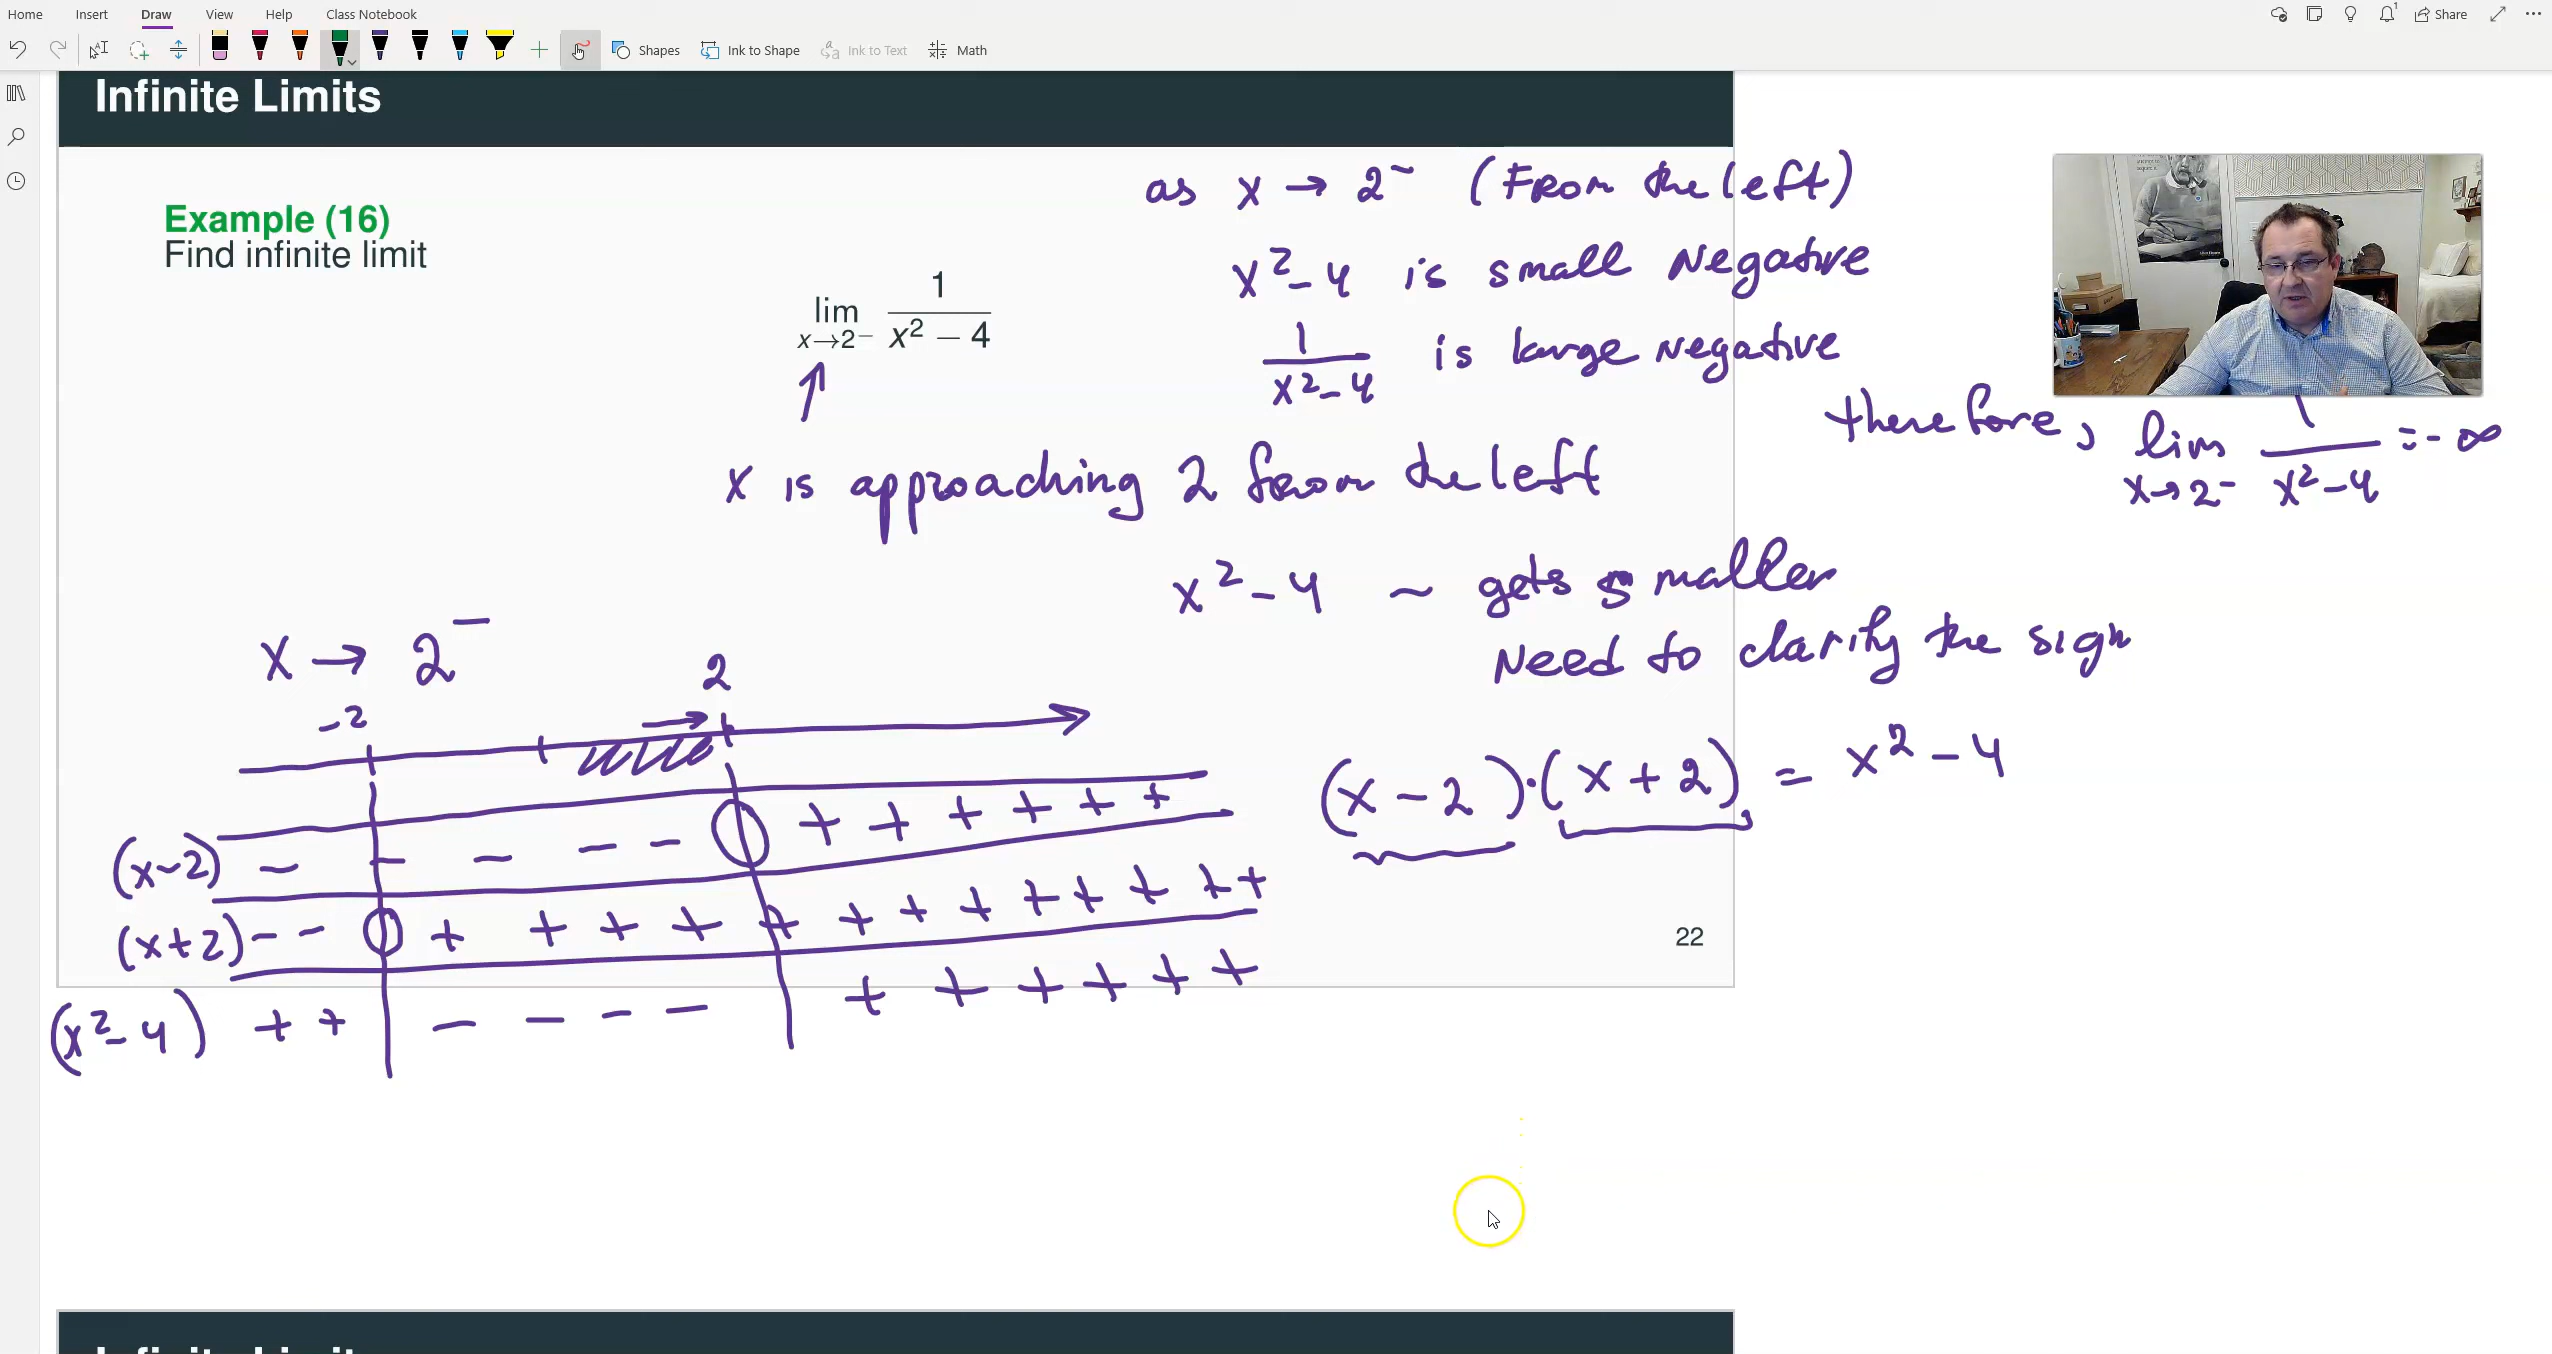 Home Insert Draw View Help Class Notebook Share
Shapes Ink to Shape Ink to Text Math
Infinite Limits
Example (16)
Find infinite limit
lim x→2⁻ 1/(x² − 4)
as x → 2⁻ (From the left)
x² − 4 is small Negative
1/(x² − 4) is large Negative
therefore, lim x→2⁻ 1/(x² − 4) = − ∞
x is approaching 2 from the left
x² − 4 ~ gets smaller
Need to clarify the sign
x → 2⁻
−2 2
(x − 2)·(x + 2) = x² − 4
(x−2) − − − − − + + + + + +
(x+2) − − + + + + + + + + + + + + +
(x² − 4) + + − − − − + + + + + +
22